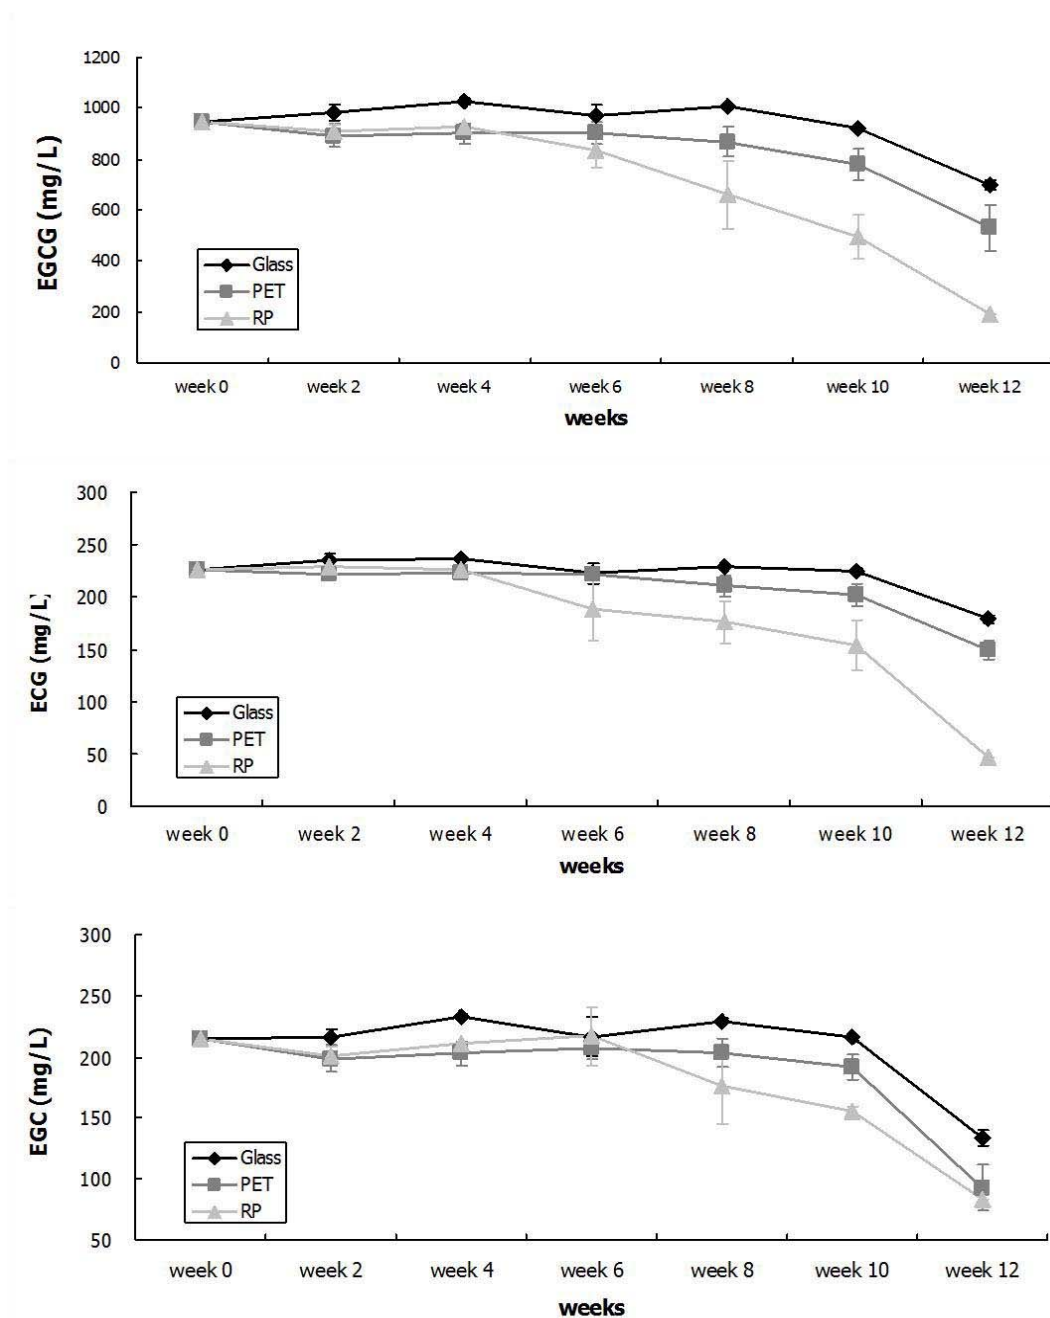 1200
1000
800
600
400
200
0
EGCG (mg/L)
Glass
PET
RP
week 0 week 2 week 4 week 6 week 8 week 10 week 12
weeks
300
250
200
150
100
50
0
ECG (mg/L)
Glass
PET
RP
week 0 week 2 week 4 week 6 week 8 week 10 week 12
weeks
300
250
200
150
100
50
EGC (mg/L)
Glass
PET
RP
week 0 week 2 week 4 week 6 week 8 week 10 week 12
weeks